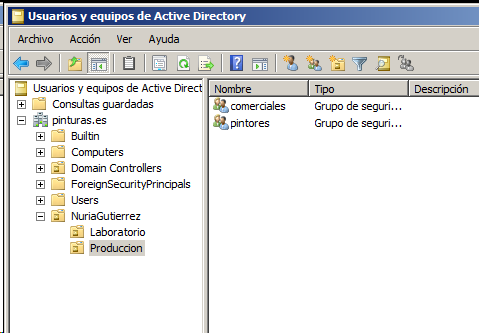 Usuarios y equipos de Active Directory
Archivo Acción Ver Ayuda
Usuarios y equipos de Active Direct
Consultas guardadas
pinturas.es
Builtin
Computers
Domain Controllers
ForeignSecurityPrincipals
Users
NuriaGutierrez
Laboratorio
Produccion
Nombre Tipo Descripción
comerciales Grupo de seguri...
pintores Grupo de seguri...